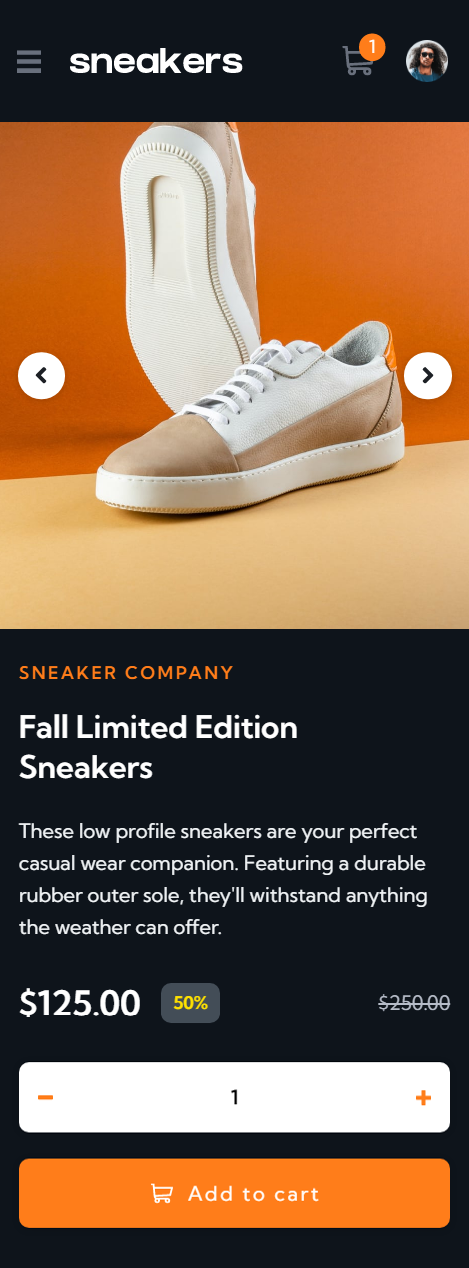 sneakers
1
SNEAKER COMPANY
Fall Limited Edition
Sneakers
These low profile sneakers are your perfect
casual wear companion. Featuring a durable
rubber outer sole, they'll withstand anything
the weather can offer.
$125.00 50% $250.00
1
Add to cart